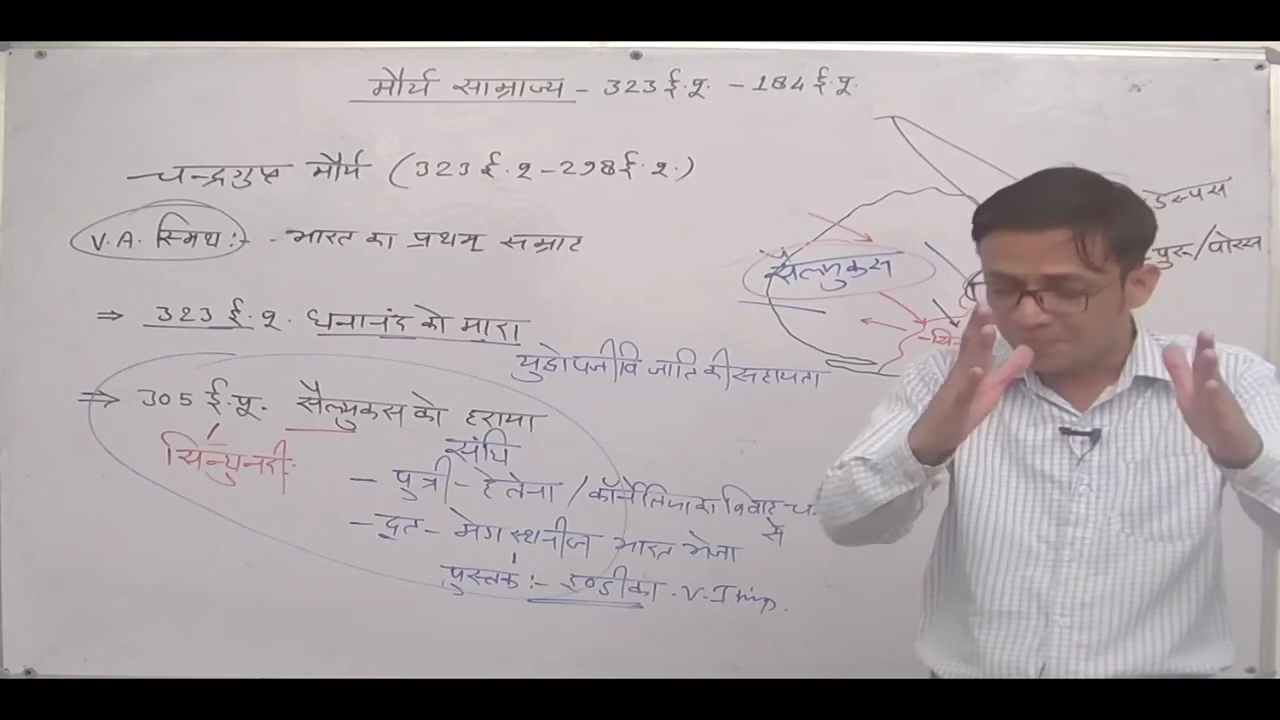 मौर्य साम्राज्य - 323 ई.पू. - 184 ई.पू.
चन्द्रगुप्त मौर्य (323 ई.पू - 298 ई.पू.)
V.A. स्मिथ :- - भारत का प्रथम सम्राट
⇒ 323 ई.पू. धनानंद को मारा
युडोपजीवि जाति की सहायता
⇒ 305 ई.पू. सैल्युकस को हराया
सिन्धु नदी
संधि
- पुत्री - हेलेना / कॉर्नेलिया का विवाह च.
से
- दूत - मेगस्थनीज भारत भेजा
पुस्तक :- इण्डीका - V. Imp.
सैल्युकस
पुरू/पोरस